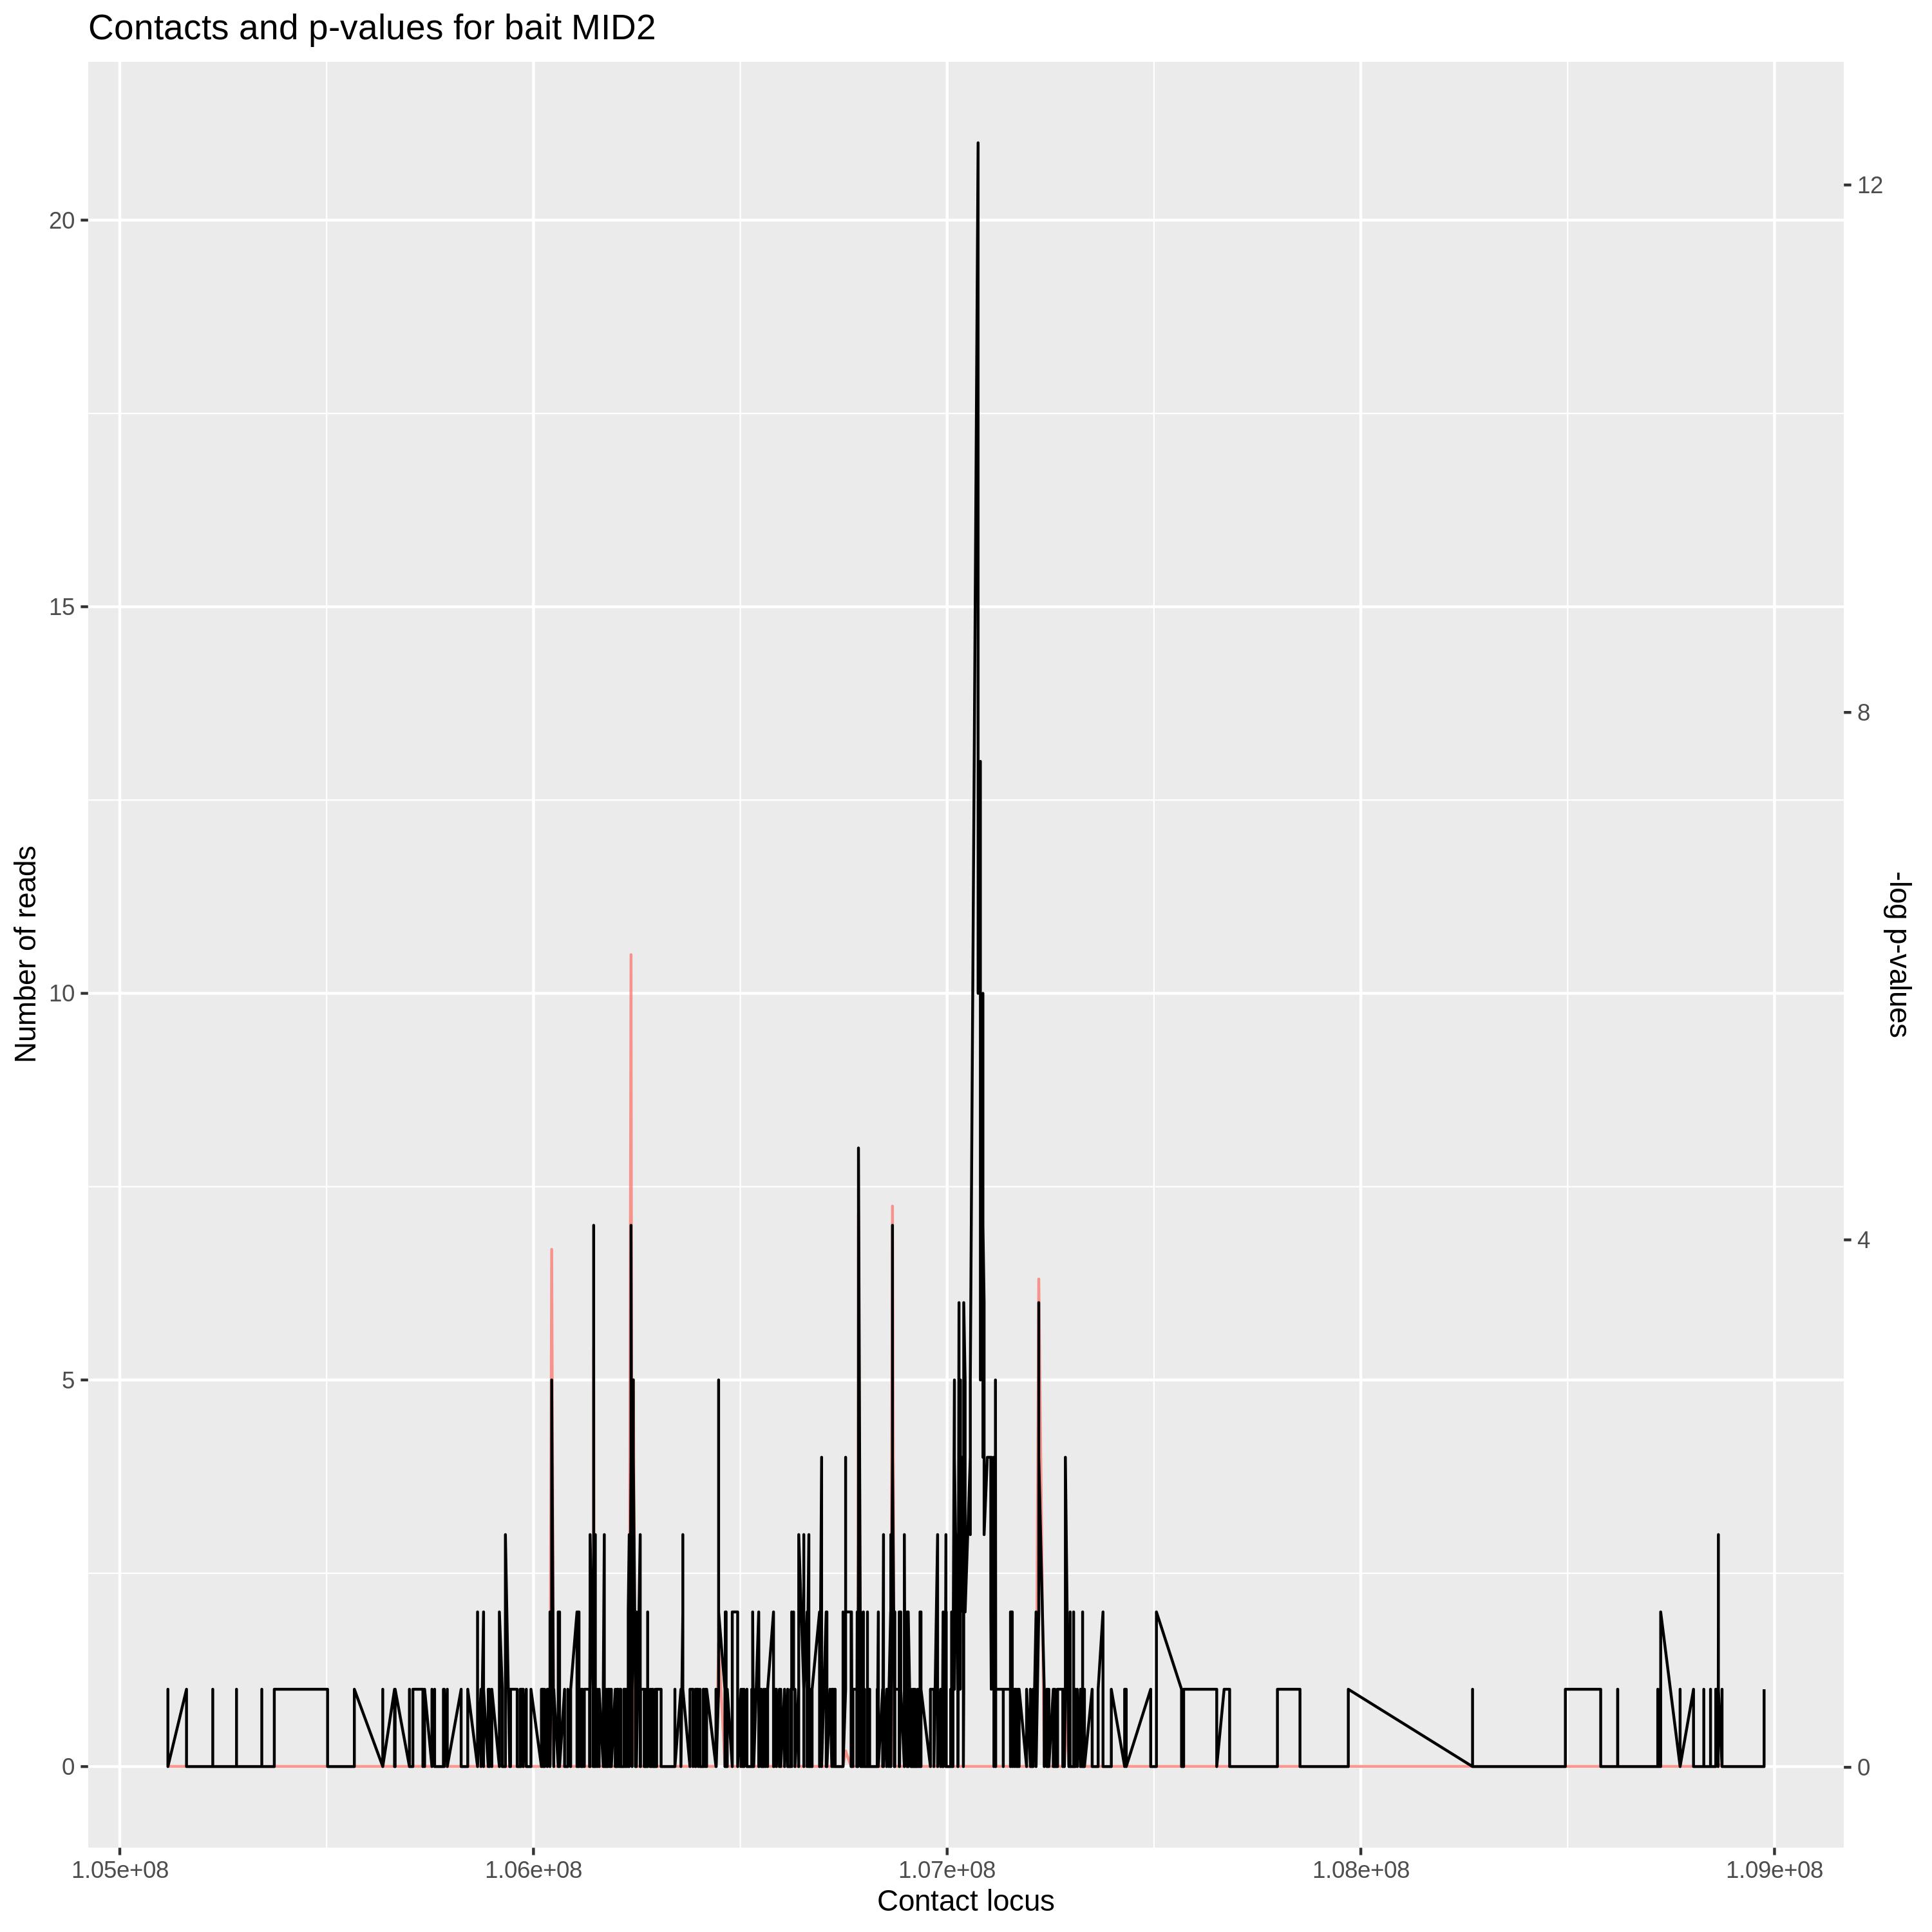 Contacts and p-values for bait MID2
20
15
10
5
0
12
8
4
0
Number of reads
-log p-values
1.05e+08 1.06e+08 1.07e+08 1.08e+08 1.09e+08
Contact locus